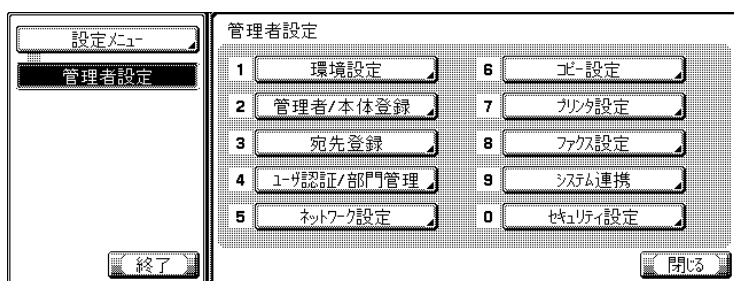 設定ﾒﾆｭｰ
管理者設定
終了
管理者設定
1 環境設定
2 管理者/本体登録
3 宛先登録
4 ﾕｰｻﾞ認証/部門管理
5 ﾈｯﾄﾜｰｸ設定
6 ｺﾋﾟｰ設定
7 ﾌﾟﾘﾝﾀ設定
8 ﾌｧｸｽ設定
9 ｼｽﾃﾑ連携
0 ｾｷｭﾘﾃｨ設定
閉じる